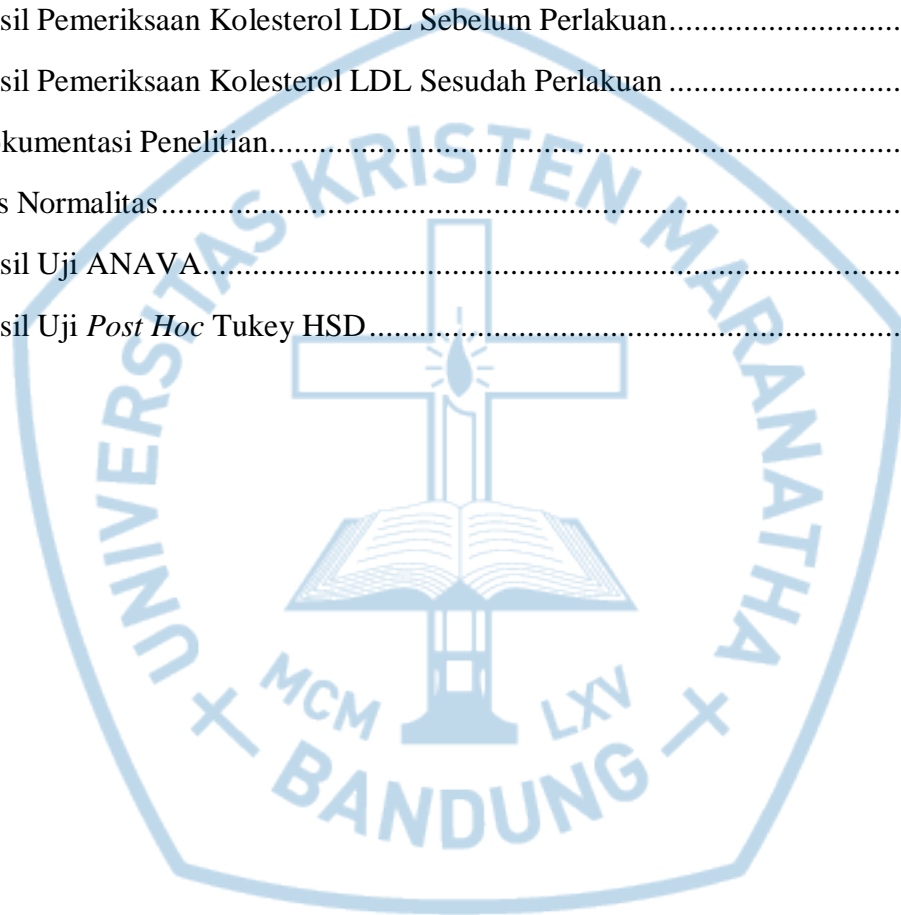 sil Pemeriksaan Kolesterol LDL Sebelum Perlakuan............................
sil Pemeriksaan Kolesterol LDL Sesudah Perlakuan ............................
kumentasi Penelitian.............................................................................
s Normalitas..........................................................................................
sil Uji ANAVA.....................................................................................
sil Uji Post Hoc Tukey HSD.................................................................
UNIVERSITAS KRISTEN MARANATHA
MCM LXV
BANDUNG